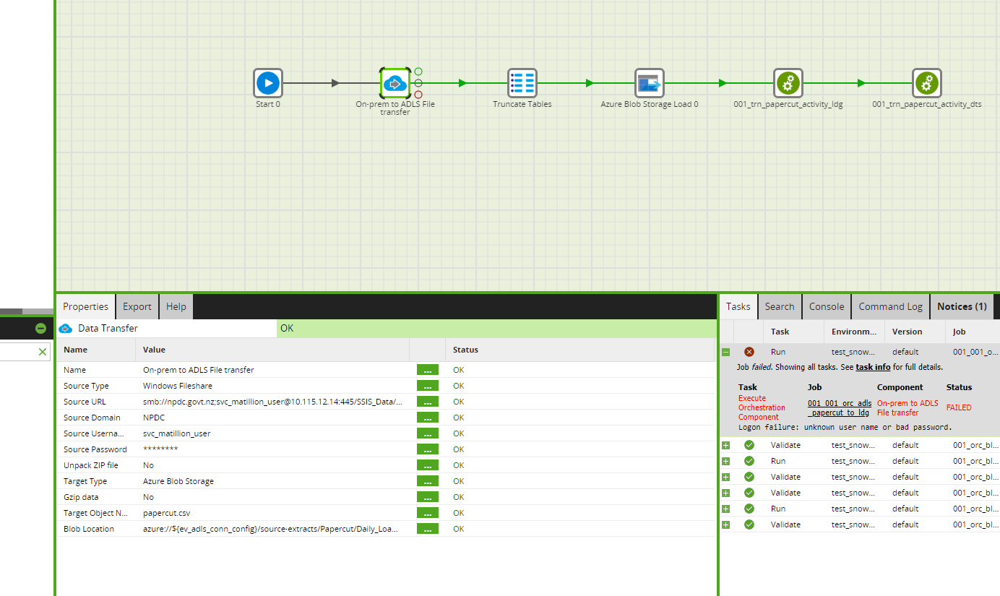 Start 0
On-prem to ADLS File
transfer
Truncate Tables
Azure Blob Storage Load 0
001_trn_papercut_activity_ldg
001_trn_papercut_activity_dts
Properties Export Help
Data Transfer OK
Name Value Status
Name On-prem to ADLS File transfer ... OK
Source Type Windows Fileshare ... OK
Source URL smb://npdc.govt.nz;svc_matillion_user@10.115.12.14:445/SSIS_Data/... ... OK
Source Domain NPDC ... OK
Source Userna... svc_matillion_user ... OK
Source Password ******** ... OK
Unpack ZIP file No ... OK
Target Type Azure Blob Storage ... OK
Gzip data No ... OK
Target Object N... papercut.csv ... OK
Blob Location azure://${ev_adls_conn_config}/source-extracts/Papercut/Daily_Loa... ... OK
Tasks Search Console Command Log Notices (1)
Task Environm... Version Job
Run test_snow... default 001_001_o...
Job failed. Showing all tasks. See task info for full details.
Task Job Component Status
Execute
Orchestration
Component
001_001_orc_adls
_papercut_to_ldg
On-prem to ADLS
File transfer
FAILED
Logon failure: unknown user name or bad password.
Validate test_snow... default 001_orc_bl...
Run test_snow... default 001_orc_bl...
Validate test_snow... default 001_orc_bl...
Validate test_snow... default 001_orc_bl...
Run test_snow... default 001_orc_bl...
Validate test_snow... default 001_orc_bl...